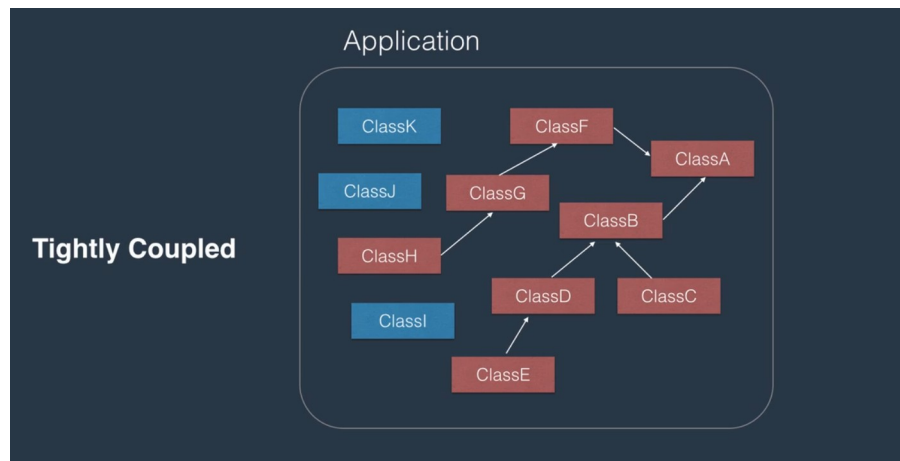 Application
ClassK
ClassF
ClassA
ClassJ
ClassG
ClassB
Tightly Coupled
ClassH
ClassD
ClassC
ClassI
ClassE